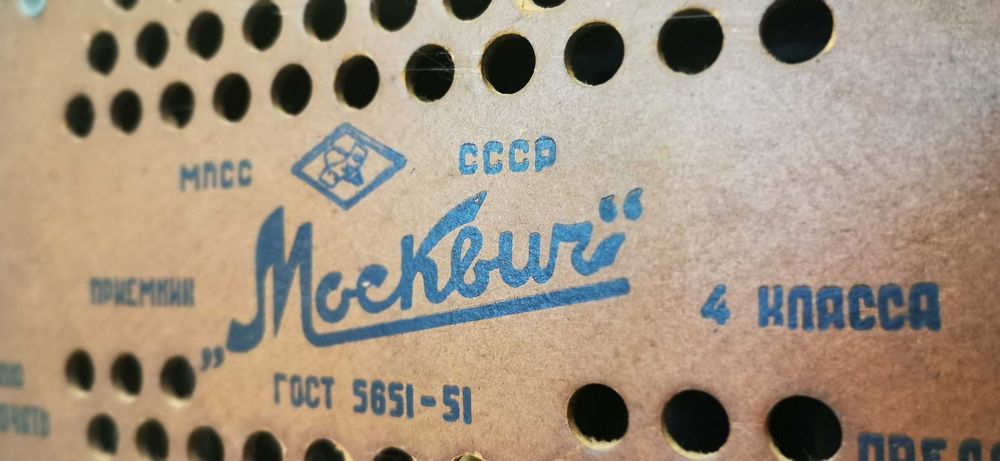 МПСС СССР
„Москвич“
ПРИЕМНИК 4 КЛАССА
ГОСТ 5651-51